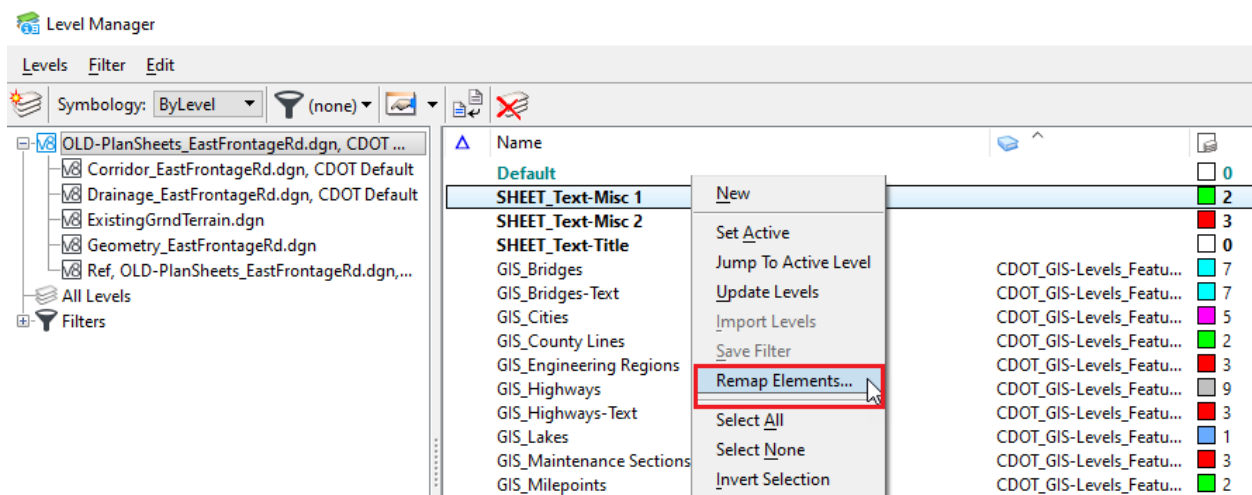 Level Manager
Levels Filter Edit
Symbology: ByLevel (none)
OLD-PlanSheets_EastFrontageRd.dgn, CDOT ...
Corridor_EastFrontageRd.dgn, CDOT Default
Drainage_EastFrontageRd.dgn, CDOT Default
ExistingGrndTerrain.dgn
Geometry_EastFrontageRd.dgn
Ref, OLD-PlanSheets_EastFrontageRd.dgn,...
All Levels
Filters
Name
Default 0
SHEET_Text-Misc 1 2
SHEET_Text-Misc 2 3
SHEET_Text-Title 0
GIS_Bridges CDOT_GIS-Levels_Featu... 7
GIS_Bridges-Text CDOT_GIS-Levels_Featu... 7
GIS_Cities CDOT_GIS-Levels_Featu... 5
GIS_County Lines CDOT_GIS-Levels_Featu... 2
GIS_Engineering Regions CDOT_GIS-Levels_Featu... 3
GIS_Highways CDOT_GIS-Levels_Featu... 9
GIS_Highways-Text CDOT_GIS-Levels_Featu... 3
GIS_Lakes CDOT_GIS-Levels_Featu... 1
GIS_Maintenance Sections CDOT_GIS-Levels_Featu... 3
GIS_Milepoints CDOT_GIS-Levels_Featu... 2
New
Set Active
Jump To Active Level
Update Levels
Import Levels
Save Filter
Remap Elements...
Select All
Select None
Invert Selection